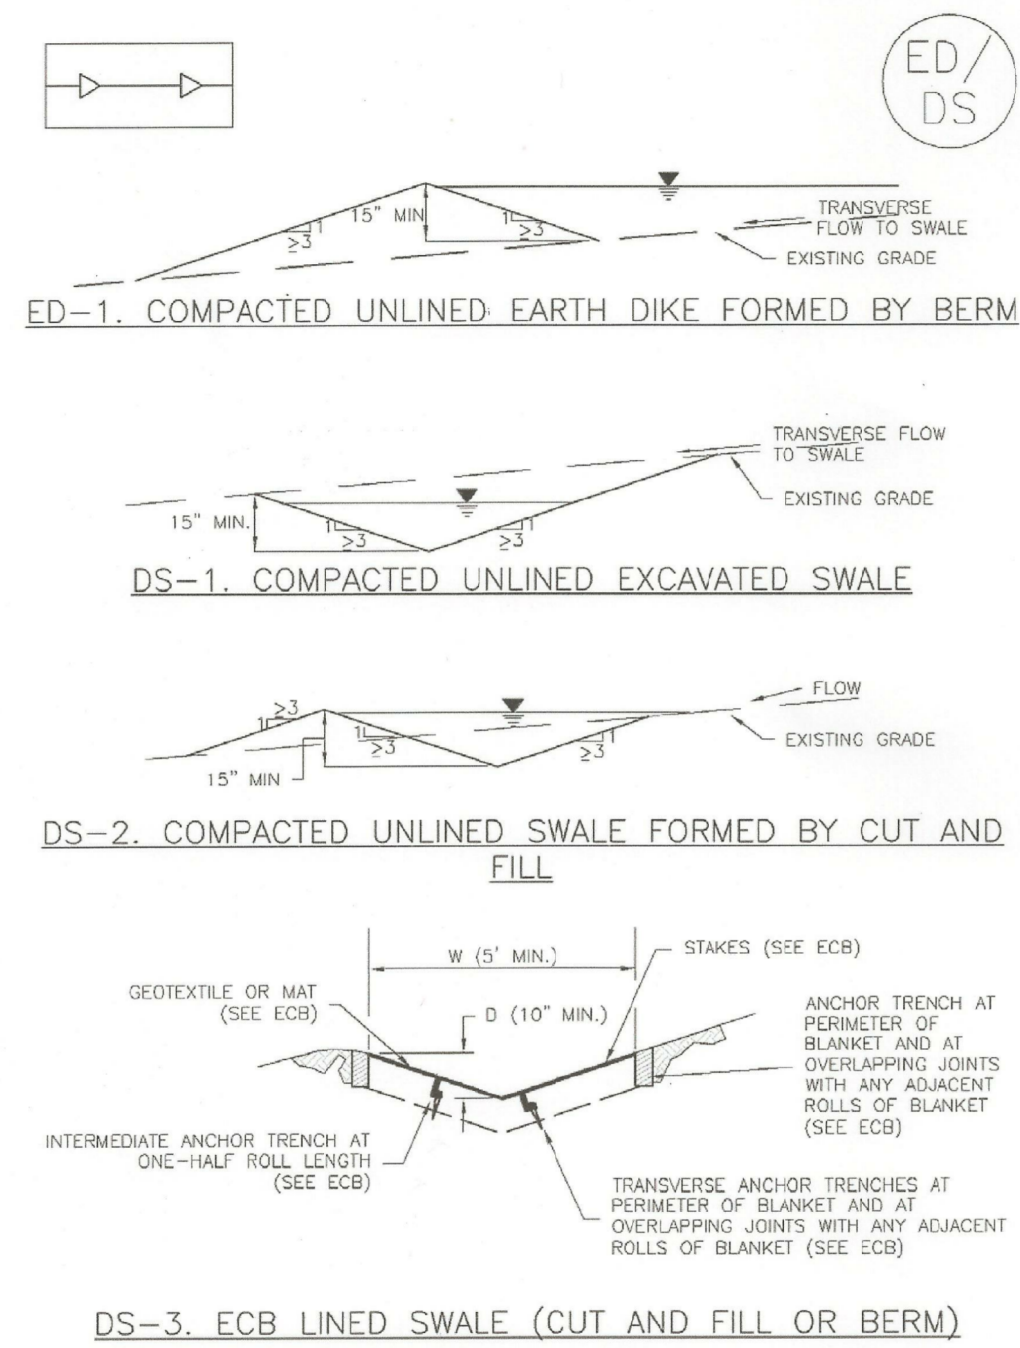 ED/
DS
15" MIN
1
≥3
1
≥3
TRANSVERSE
FLOW TO SWALE
EXISTING GRADE
ED-1. COMPACTED UNLINED EARTH DIKE FORMED BY BERM
TRANSVERSE FLOW
TO SWALE
EXISTING GRADE
15" MIN.
1
≥3
1
≥3
DS-1. COMPACTED UNLINED EXCAVATED SWALE
FLOW
EXISTING GRADE
≥3
1
1
≥3
1
≥3
15" MIN
DS-2. COMPACTED UNLINED SWALE FORMED BY CUT AND
FILL
W (5' MIN.)
STAKES (SEE ECB)
GEOTEXTILE OR MAT
(SEE ECB)
D (10" MIN.)
ANCHOR TRENCH AT
PERIMETER OF
BLANKET AND AT
OVERLAPPING JOINTS
WITH ANY ADJACENT
ROLLS OF BLANKET
(SEE ECB)
INTERMEDIATE ANCHOR TRENCH AT
ONE-HALF ROLL LENGTH
(SEE ECB)
TRANSVERSE ANCHOR TRENCHES AT
PERIMETER OF BLANKET AND AT
OVERLAPPING JOINTS WITH ANY ADJACENT
ROLLS OF BLANKET (SEE ECB)
DS-3. ECB LINED SWALE (CUT AND FILL OR BERM)